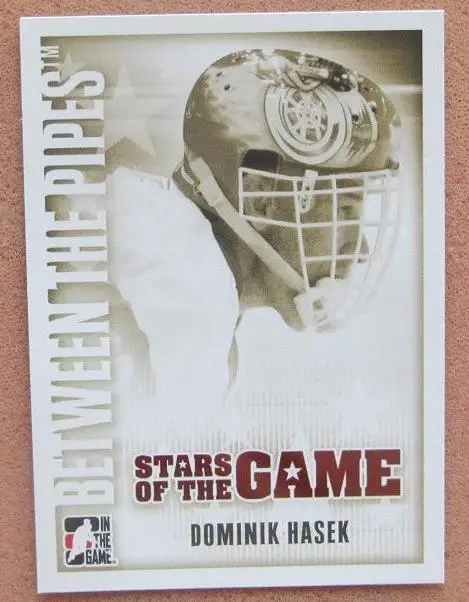 BETWEEN THE PIPES™
STARS
OF THE GAME
IN
THE
GAME
DOMINIK HASEK